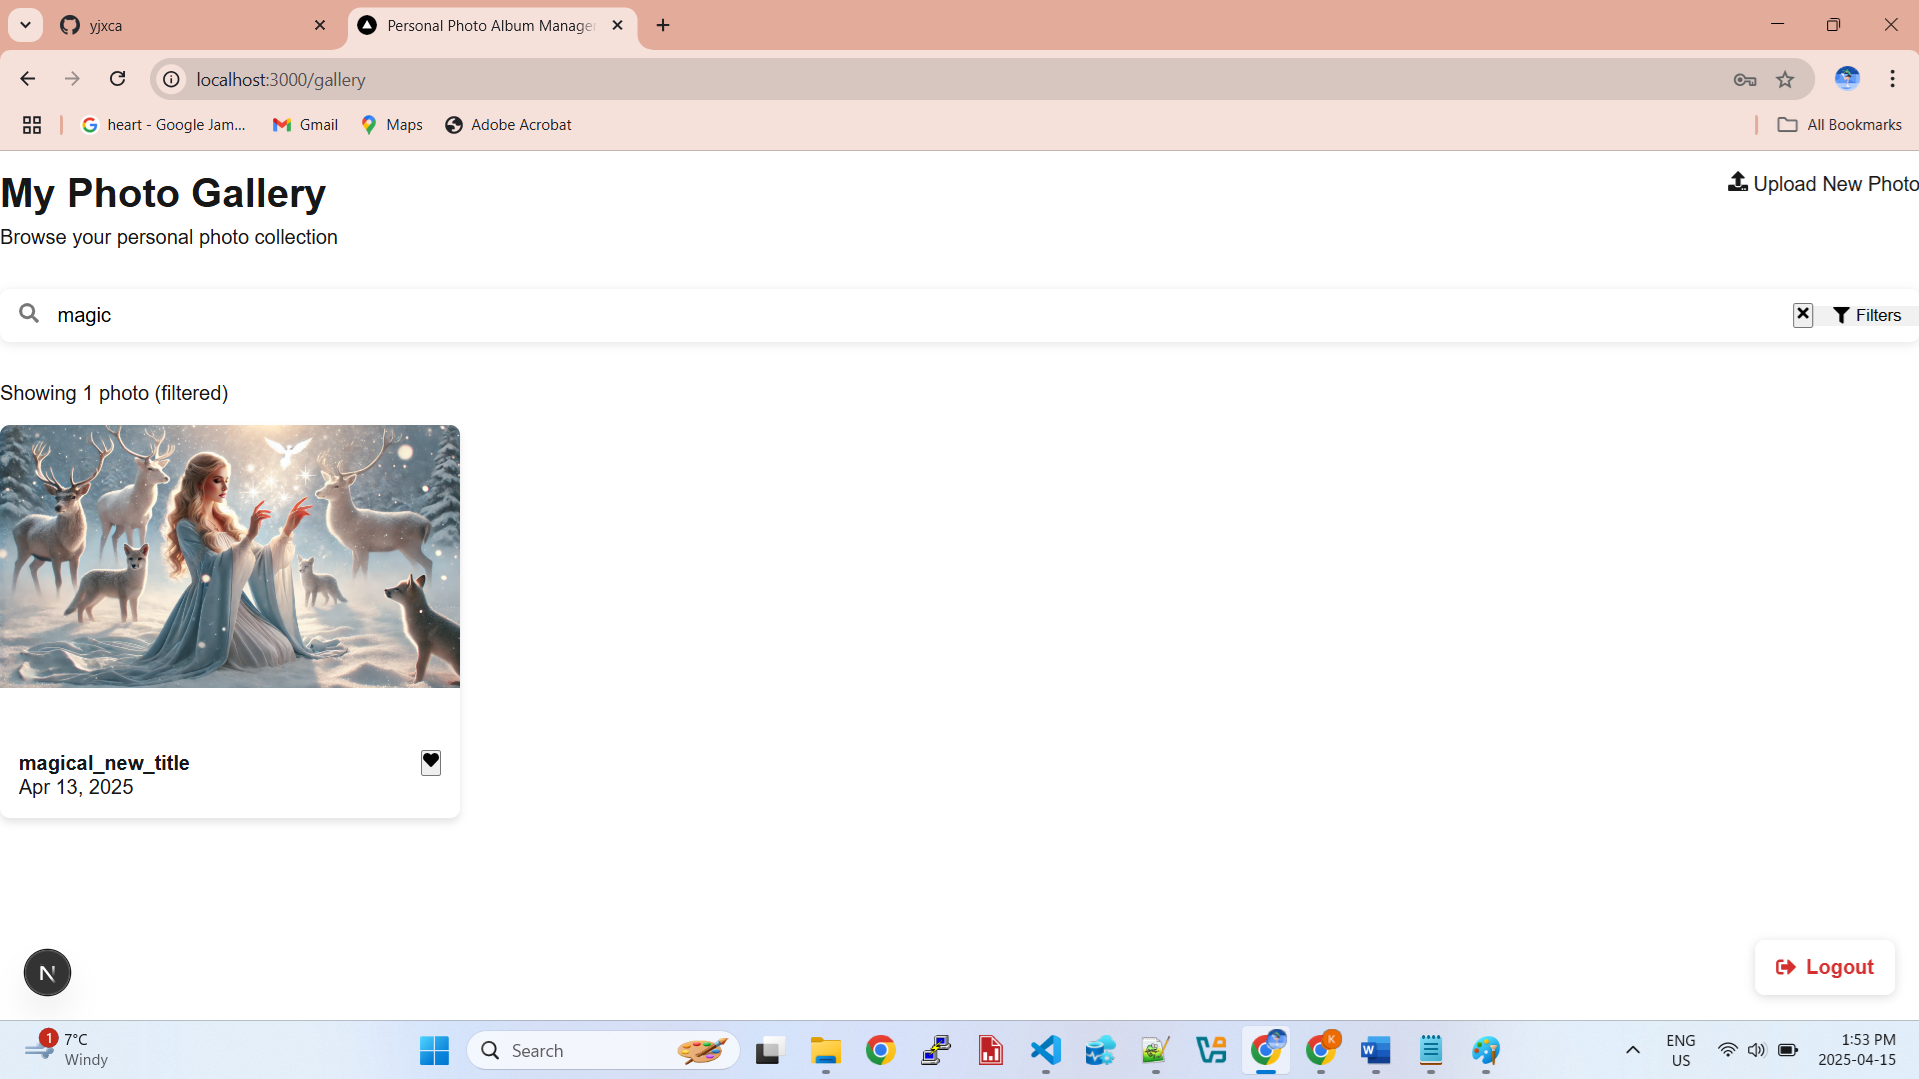 yjxca
Personal Photo Album Manager
localhost:3000/gallery
heart - Google Jam...
Gmail
Maps
Adobe Acrobat
All Bookmarks
My Photo Gallery
Upload New Photo
Browse your personal photo collection
magic
Filters
Showing 1 photo (filtered)
magical_new_title
Apr 13, 2025
N
Logout
1
7°C
Windy
Search
K
W
ENG
US
1:53 PM
2025-04-15